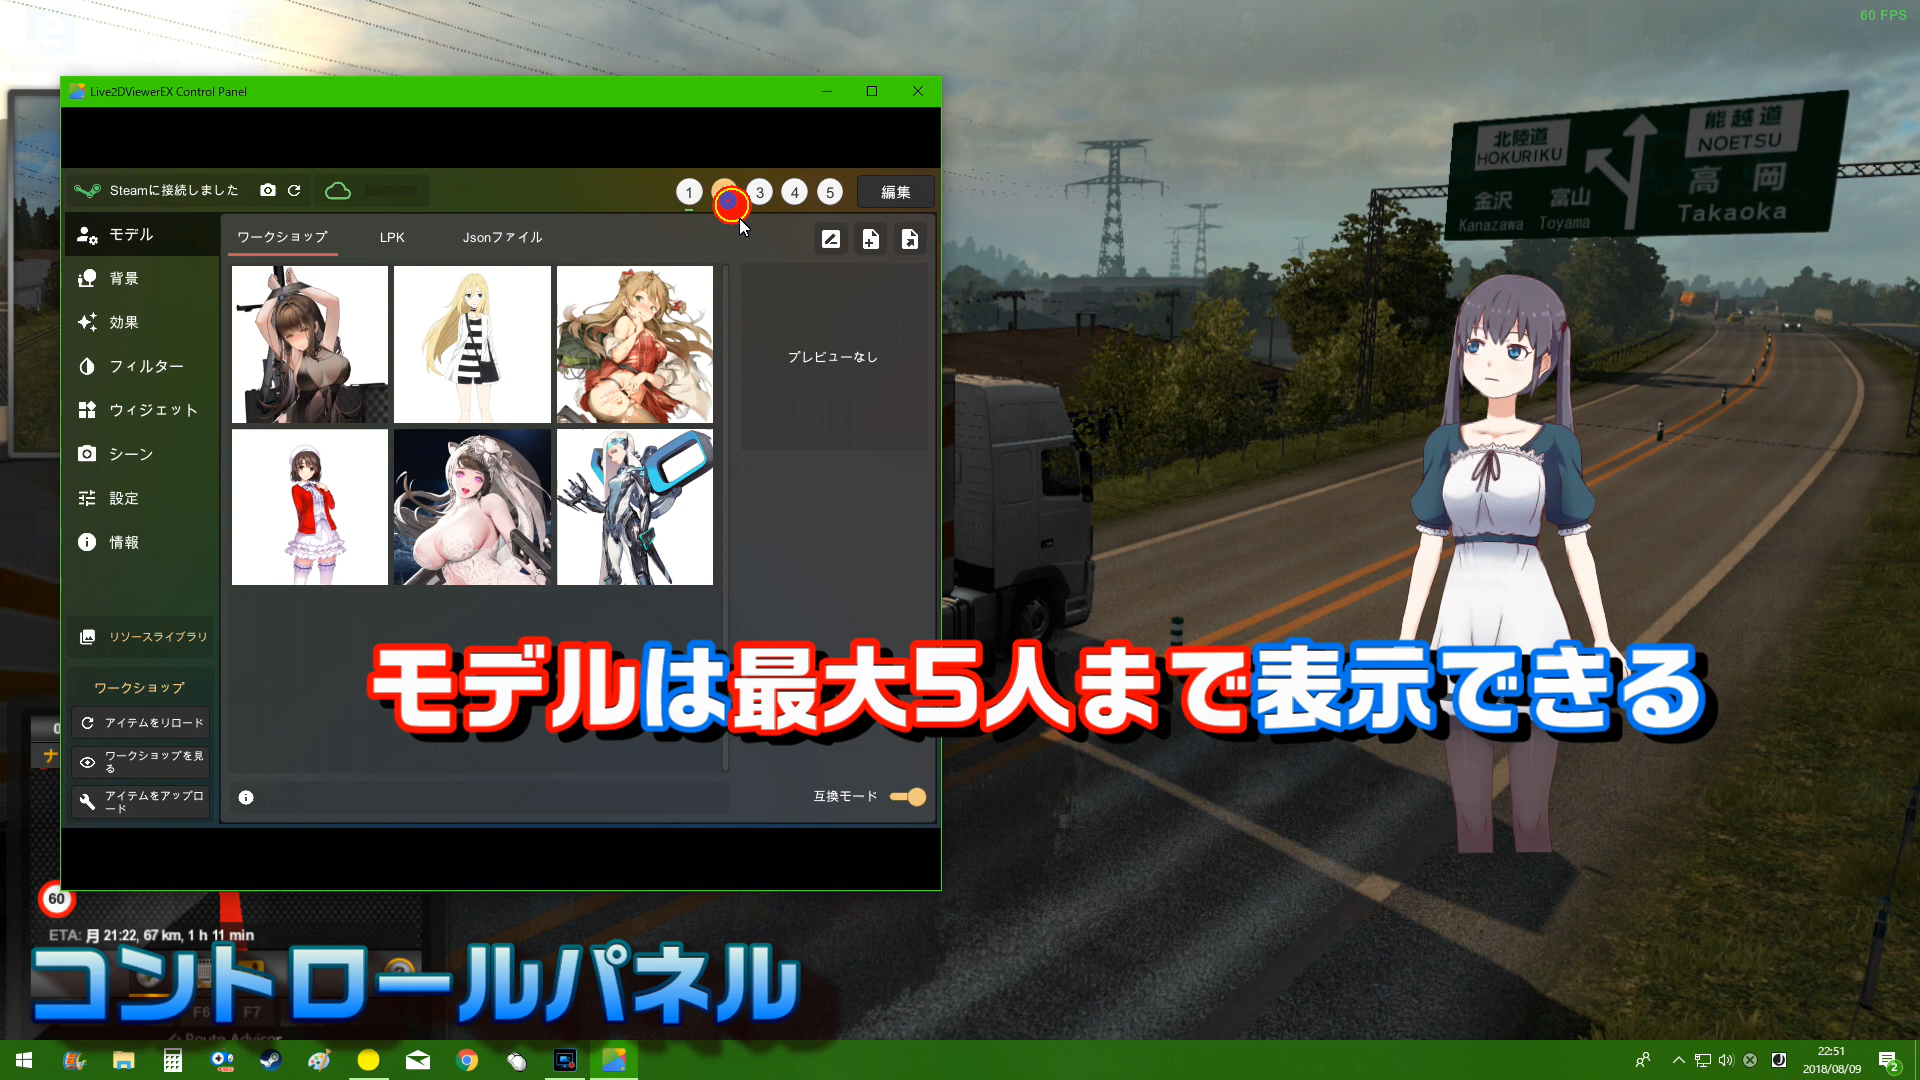 60 FPS
Live2DViewerEX Control Panel
Steamに接続しました
1
3
4
5
編集
モデル
背景
効果
フィルター
ウィジェット
シーン
設定
情報
リソースライブラリ
ワークショップ
アイテムをリロード
ワークショップを見
る
アイテムをアップロ
ード
ワークショップ
LPK
Jsonファイル
プレビューなし
互換モード
北陸道
HOKURIKU
能越道
NOETSU
金沢
Kanazawa
富山
Toyama
高岡
Takaoka
モデルは最大5人まで表示できる
60
ETA: 月 21:22, 67 km, 1 h 11 min
コントロールパネル
F6
F7
Route Advisor
22:51
2018/08/09
2